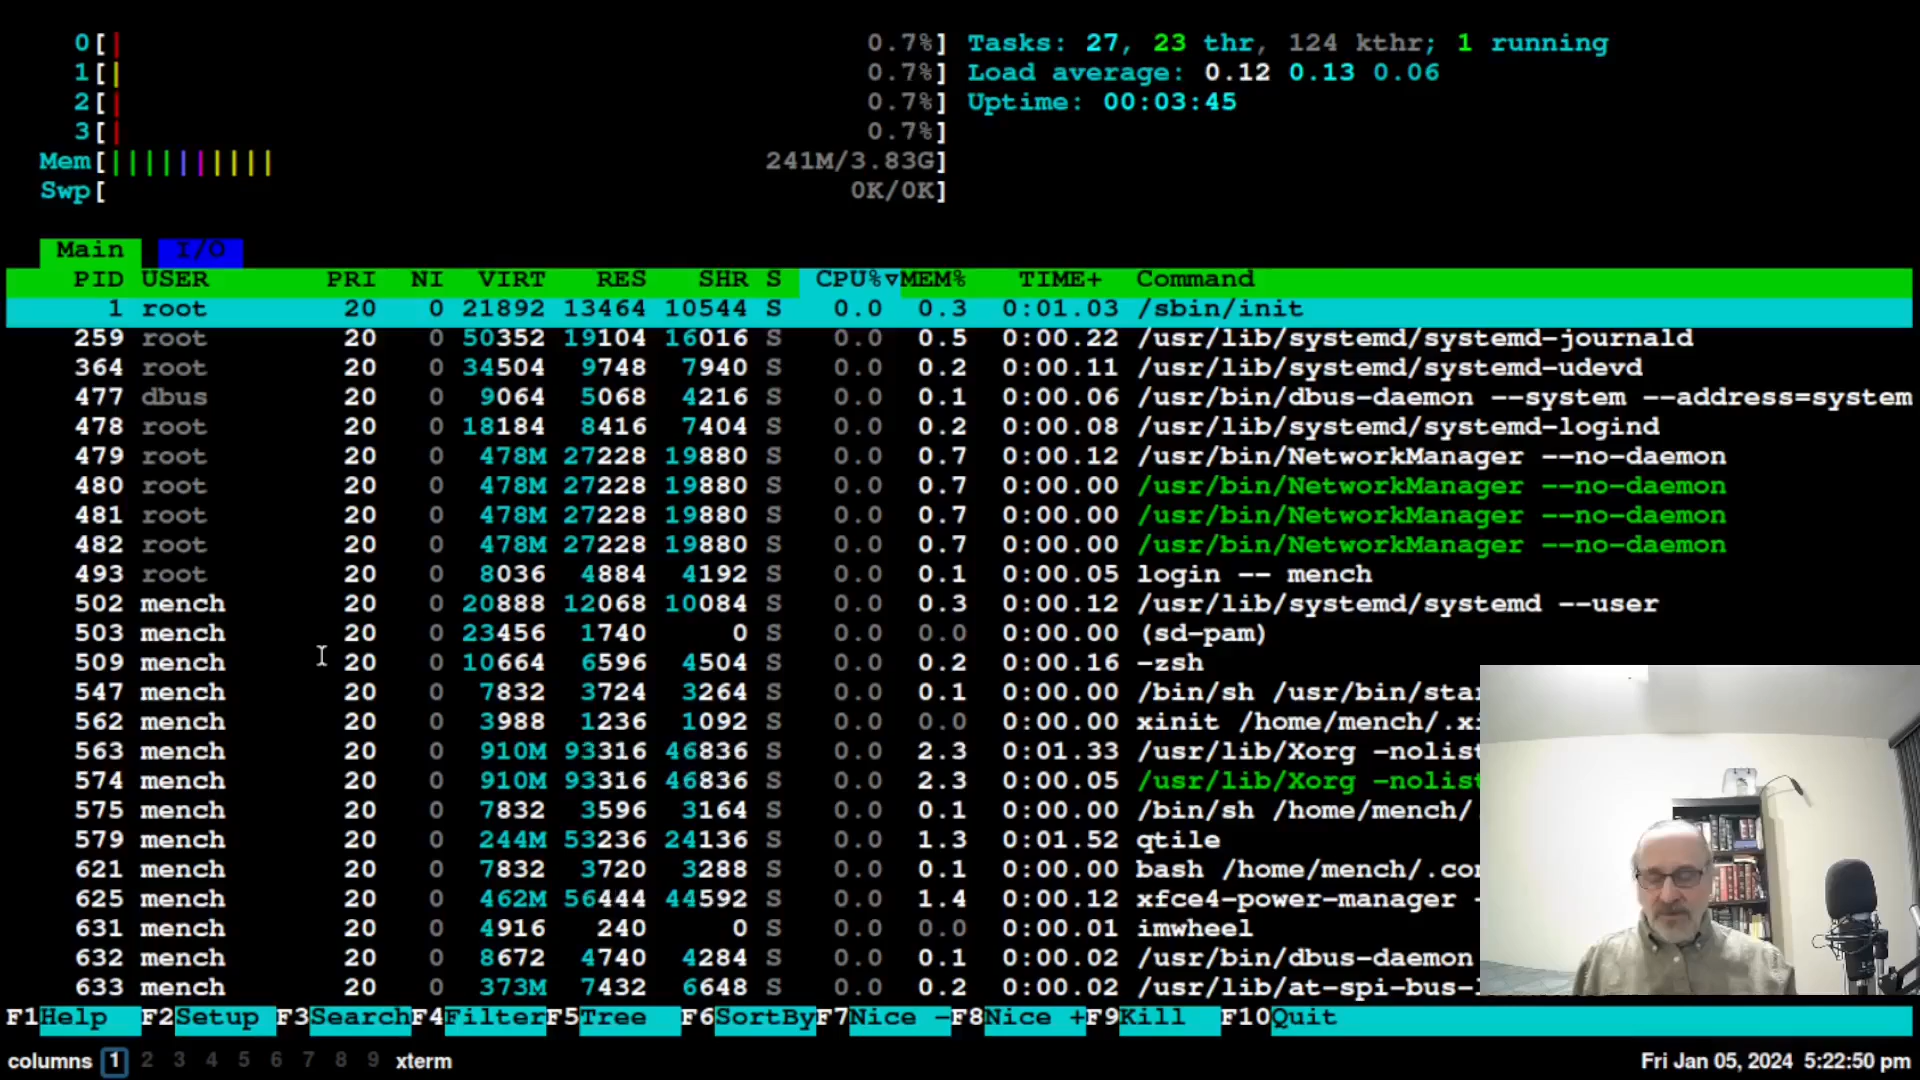 0[| 0.7%] Tasks: 27, 23 thr, 124 kthr; 1 running
1[| 0.7%] Load average: 0.12 0.13 0.06
2[| 0.7%] Uptime: 00:03:45
3[| 0.7%]
Mem[|||||||||| 241M/3.83G]
Swp[ 0K/0K]
Main I/O
PID USER PRI NI VIRT RES SHR S CPU%▽MEM% TIME+ Command
1 root 20 0 21892 13464 10544 S 0.0 0.3 0:01.03 /sbin/init
259 root 20 0 50352 19104 16016 S 0.0 0.5 0:00.22 /usr/lib/systemd/systemd-journald
364 root 20 0 34504 9748 7940 S 0.0 0.2 0:00.11 /usr/lib/systemd/systemd-udevd
477 dbus 20 0 9064 5068 4216 S 0.0 0.1 0:00.06 /usr/bin/dbus-daemon --system --address=system
478 root 20 0 18184 8416 7404 S 0.0 0.2 0:00.08 /usr/lib/systemd/systemd-logind
479 root 20 0 478M 27228 19880 S 0.0 0.7 0:00.12 /usr/bin/NetworkManager --no-daemon
480 root 20 0 478M 27228 19880 S 0.0 0.7 0:00.00 /usr/bin/NetworkManager --no-daemon
481 root 20 0 478M 27228 19880 S 0.0 0.7 0:00.00 /usr/bin/NetworkManager --no-daemon
482 root 20 0 478M 27228 19880 S 0.0 0.7 0:00.00 /usr/bin/NetworkManager --no-daemon
493 root 20 0 8036 4884 4192 S 0.0 0.1 0:00.05 login -- mench
502 mench 20 0 20888 12068 10084 S 0.0 0.3 0:00.12 /usr/lib/systemd/systemd --user
503 mench 20 0 23456 1740 0 S 0.0 0.0 0:00.00 (sd-pam)
509 mench 20 0 10664 6596 4504 S 0.0 0.2 0:00.16 -zsh
547 mench 20 0 7832 3724 3264 S 0.0 0.1 0:00.00 /bin/sh /usr/bin/sta
562 mench 20 0 3988 1236 1092 S 0.0 0.0 0:00.00 xinit /home/mench/.xi
563 mench 20 0 910M 93316 46836 S 0.0 2.3 0:01.33 /usr/lib/Xorg -nolist
574 mench 20 0 910M 93316 46836 S 0.0 2.3 0:00.05 /usr/lib/Xorg -nolist
575 mench 20 0 7832 3596 3164 S 0.0 0.1 0:00.00 /bin/sh /home/mench/.
579 mench 20 0 244M 53236 24136 S 0.0 1.3 0:01.52 qtile
621 mench 20 0 7832 3720 3288 S 0.0 0.1 0:00.00 bash /home/mench/.con
625 mench 20 0 462M 56444 44592 S 0.0 1.4 0:00.12 xfce4-power-manager -
631 mench 20 0 4916 240 0 S 0.0 0.0 0:00.01 imwheel
632 mench 20 0 8672 4740 4284 S 0.0 0.1 0:00.02 /usr/bin/dbus-daemon
633 mench 20 0 373M 7432 6648 S 0.0 0.2 0:00.02 /usr/lib/at-spi-bus-
F1Help F2Setup F3SearchF4FilterF5Tree F6SortByF7Nice -F8Nice +F9Kill F10Quit
columns 1 2 3 4 5 6 7 8 9 xterm Fri Jan 05, 2024 5:22:50 pm